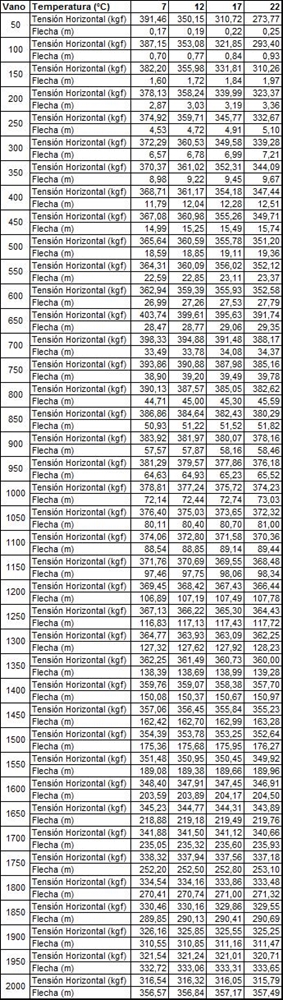 Vano Temperatura (ºC) 7 12 17 22
50 Tensión Horizontal (kgf) 391,46 350,15 310,72 273,77
Flecha (m) 0,17 0,19 0,22 0,25
100 Tensión Horizontal (kgf) 387,15 353,08 321,85 293,40
Flecha (m) 0,70 0,77 0,84 0,93
150 Tensión Horizontal (kgf) 382,20 355,98 331,81 310,26
Flecha (m) 1,60 1,72 1,84 1,97
200 Tensión Horizontal (kgf) 378,13 358,24 339,99 323,37
Flecha (m) 2,87 3,03 3,19 3,36
250 Tensión Horizontal (kgf) 374,92 359,71 345,77 332,67
Flecha (m) 4,53 4,72 4,91 5,10
300 Tensión Horizontal (kgf) 372,29 360,53 349,58 339,28
Flecha (m) 6,57 6,78 6,99 7,21
350 Tensión Horizontal (kgf) 370,37 361,02 352,31 344,09
Flecha (m) 8,98 9,22 9,45 9,67
400 Tensión Horizontal (kgf) 368,71 361,17 354,18 347,44
Flecha (m) 11,79 12,04 12,28 12,51
450 Tensión Horizontal (kgf) 367,08 360,98 355,26 349,71
Flecha (m) 14,99 15,25 15,49 15,74
500 Tensión Horizontal (kgf) 365,64 360,59 355,78 351,20
Flecha (m) 18,59 18,85 19,11 19,36
550 Tensión Horizontal (kgf) 364,31 360,09 356,02 352,12
Flecha (m) 22,59 22,85 23,11 23,37
600 Tensión Horizontal (kgf) 362,94 359,39 355,93 352,58
Flecha (m) 26,99 27,26 27,53 27,79
650 Tensión Horizontal (kgf) 403,74 399,61 395,63 391,74
Flecha (m) 28,47 28,77 29,06 29,35
700 Tensión Horizontal (kgf) 398,33 394,88 391,48 388,17
Flecha (m) 33,49 33,78 34,08 34,37
750 Tensión Horizontal (kgf) 393,86 390,88 387,98 385,16
Flecha (m) 38,90 39,20 39,49 39,78
800 Tensión Horizontal (kgf) 390,13 387,57 385,05 382,62
Flecha (m) 44,71 45,00 45,30 45,59
850 Tensión Horizontal (kgf) 386,86 384,64 382,43 380,29
Flecha (m) 50,93 51,22 51,52 51,82
900 Tensión Horizontal (kgf) 383,92 381,97 380,07 378,16
Flecha (m) 57,57 57,87 58,16 58,46
950 Tensión Horizontal (kgf) 381,29 379,57 377,86 376,18
Flecha (m) 64,63 64,93 65,23 65,52
1000 Tensión Horizontal (kgf) 378,81 377,24 375,72 374,23
Flecha (m) 72,14 72,44 72,74 73,03
1050 Tensión Horizontal (kgf) 376,40 375,03 373,65 372,32
Flecha (m) 80,11 80,40 80,70 81,00
1100 Tensión Horizontal (kgf) 374,06 372,80 371,58 370,36
Flecha (m) 88,54 88,85 89,14 89,44
1150 Tensión Horizontal (kgf) 371,76 370,69 369,55 368,48
Flecha (m) 97,46 97,75 98,06 98,34
1200 Tensión Horizontal (kgf) 369,45 368,42 367,43 366,44
Flecha (m) 106,89 107,19 107,49 107,78
1250 Tensión Horizontal (kgf) 367,13 366,22 365,30 364,43
Flecha (m) 116,83 117,13 117,43 117,72
1300 Tensión Horizontal (kgf) 364,77 363,93 363,09 362,25
Flecha (m) 127,32 127,62 127,92 128,23
1350 Tensión Horizontal (kgf) 362,25 361,49 360,73 360,00
Flecha (m) 138,39 138,69 138,99 139,28
1400 Tensión Horizontal (kgf) 359,76 359,07 358,38 357,70
Flecha (m) 150,08 150,37 150,67 150,97
1450 Tensión Horizontal (kgf) 357,06 356,45 355,84 355,23
Flecha (m) 162,42 162,70 162,99 163,28
1500 Tensión Horizontal (kgf) 354,39 353,78 353,25 352,64
Flecha (m) 175,36 175,68 175,95 176,27
1550 Tensión Horizontal (kgf) 351,48 350,95 350,45 349,92
Flecha (m) 189,08 189,38 189,66 189,96
1600 Tensión Horizontal (kgf) 348,40 347,91 347,45 346,91
Flecha (m) 203,59 203,89 204,17 204,50
1650 Tensión Horizontal (kgf) 345,23 344,77 344,31 343,89
Flecha (m) 218,88 219,18 219,49 219,76
1700 Tensión Horizontal (kgf) 341,88 341,50 341,12 340,66
Flecha (m) 235,05 235,32 235,60 235,93
1750 Tensión Horizontal (kgf) 338,32 337,94 337,56 337,18
Flecha (m) 252,20 252,50 252,80 253,10
1800 Tensión Horizontal (kgf) 334,54 334,16 333,86 333,48
Flecha (m) 270,41 270,74 271,00 271,32
1850 Tensión Horizontal (kgf) 330,46 330,16 329,86 329,55
Flecha (m) 289,85 290,13 290,41 290,69
1900 Tensión Horizontal (kgf) 326,16 325,85 325,55 325,25
Flecha (m) 310,55 310,85 311,16 311,47
1950 Tensión Horizontal (kgf) 321,54 321,24 321,01 320,71
Flecha (m) 332,72 333,06 333,31 333,65
2000 Tensión Horizontal (kgf) 316,54 316,32 316,05 315,79
Flecha (m) 356,57 356,84 357,17 357,49